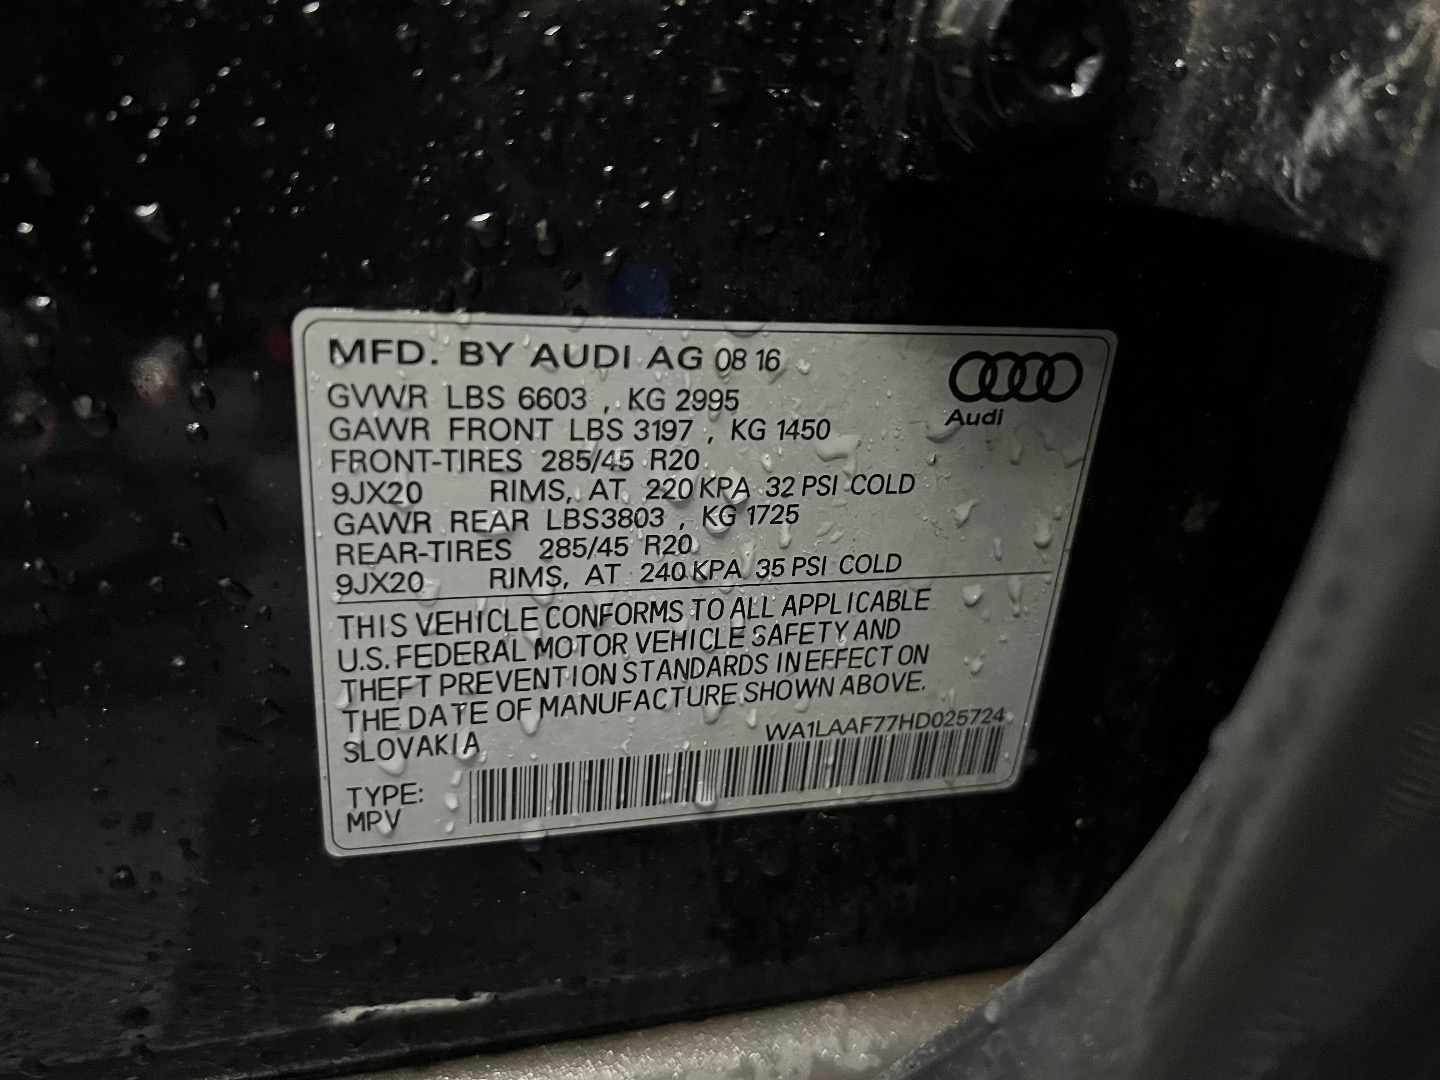 MFD. BY AUDI AG 08 16
Audi
GVWR LBS 6603 , KG 2995
GAWR FRONT LBS 3197 , KG 1450
FRONT-TIRES 285/45 R20
9JX20 RIMS, AT 220 KPA 32 PSI COLD
GAWR REAR LBS3803 , KG 1725
REAR-TIRES 285/45 R20
9JX20 RIMS, AT 240 KPA 35 PSI COLD
THIS VEHICLE CONFORMS TO ALL APPLICABLE
U.S. FEDERAL MOTOR VEHICLE SAFETY AND
THEFT PREVENTION STANDARDS IN EFFECT ON
THE DATE OF MANUFACTURE SHOWN ABOVE.
SLOVAKIA
WA1LAAF77HD025724
TYPE:
MPV